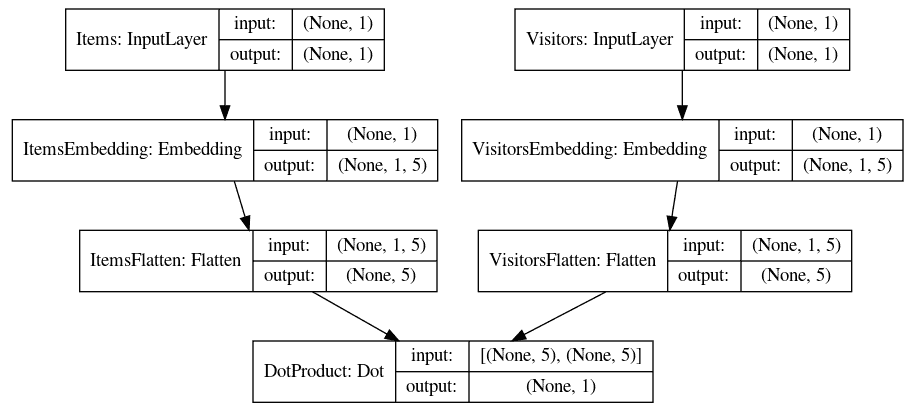 Items: InputLayer
input:
(None, 1)
output:
(None, 1)
Visitors: InputLayer
input:
(None, 1)
output:
(None, 1)
ItemsEmbedding: Embedding
input:
(None, 1)
output:
(None, 1, 5)
VisitorsEmbedding: Embedding
input:
(None, 1)
output:
(None, 1, 5)
ItemsFlatten: Flatten
input:
(None, 1, 5)
output:
(None, 5)
VisitorsFlatten: Flatten
input:
(None, 1, 5)
output:
(None, 5)
DotProduct: Dot
input:
[(None, 5), (None, 5)]
output:
(None, 1)